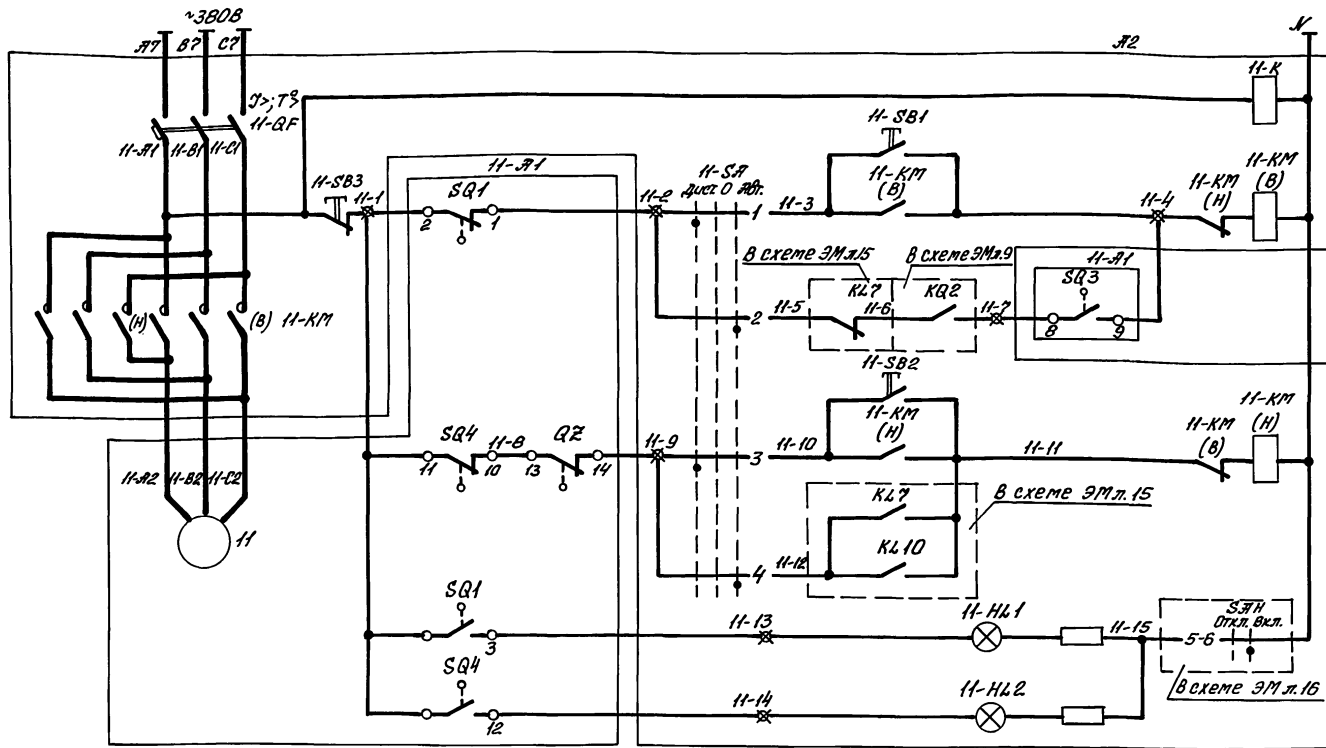 ~380В
А7 В7 С7
N
А2
I>;T°
11-QF
11-А1 11-В1 11-С1
11-К
11-SB1
11-КМ
(В)
11-SB3
11-1
11-А1
SQ1
2 1
11-2
11-SA
Дист. О Авт.
1 11-3
11-4
11-КМ
(Н)
11-КМ
(В)
В схеме ЭМ л.15
В схеме ЭМ л.9
KL7
KQ2
2 11-5 11-6 11-7
11-А1
SQ3
8 9
(Н)
(В) 11-КМ
11-SB2
11-КМ
(Н)
SQ4
11 10
11-8
QZ
13 14
11-9
3 11-10
11-11
11-КМ
(В)
11-КМ
(Н)
11-А2 11-В2 11-С2
11
KL7
KL10
В схеме ЭМ л.15
4 11-12
SQ1
3
11-13
11-HL1
11-15
SАН
Откл. Вкл.
5-6
SQ4
12
11-14
11-HL2
В схеме ЭМ л.16